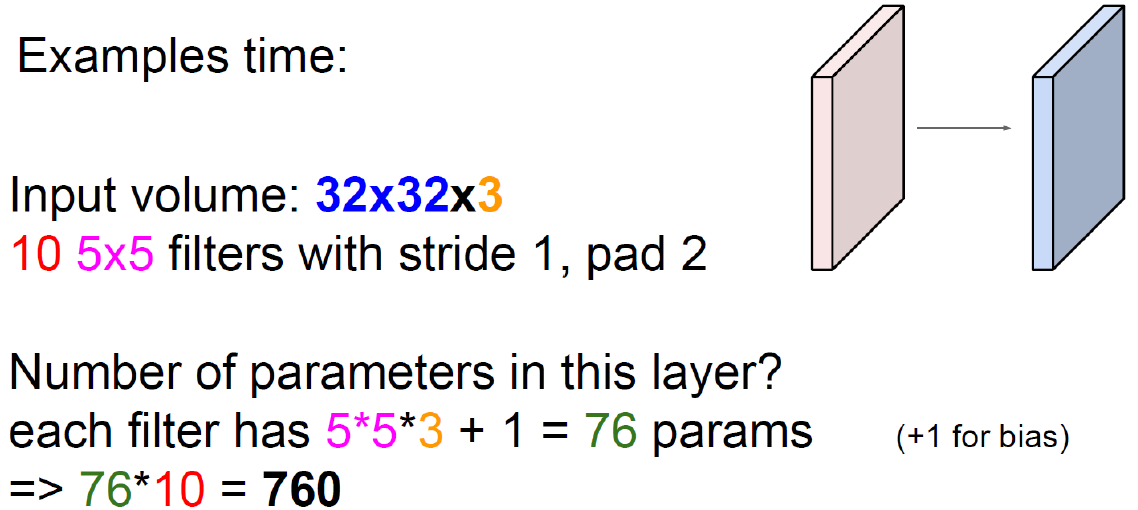 Examples time:
Input volume: 32x32x3
10 5x5 filters with stride 1, pad 2
Number of parameters in this layer?
each filter has 5*5*3 + 1 = 76 params (+1 for bias)
=> 76*10 = 760